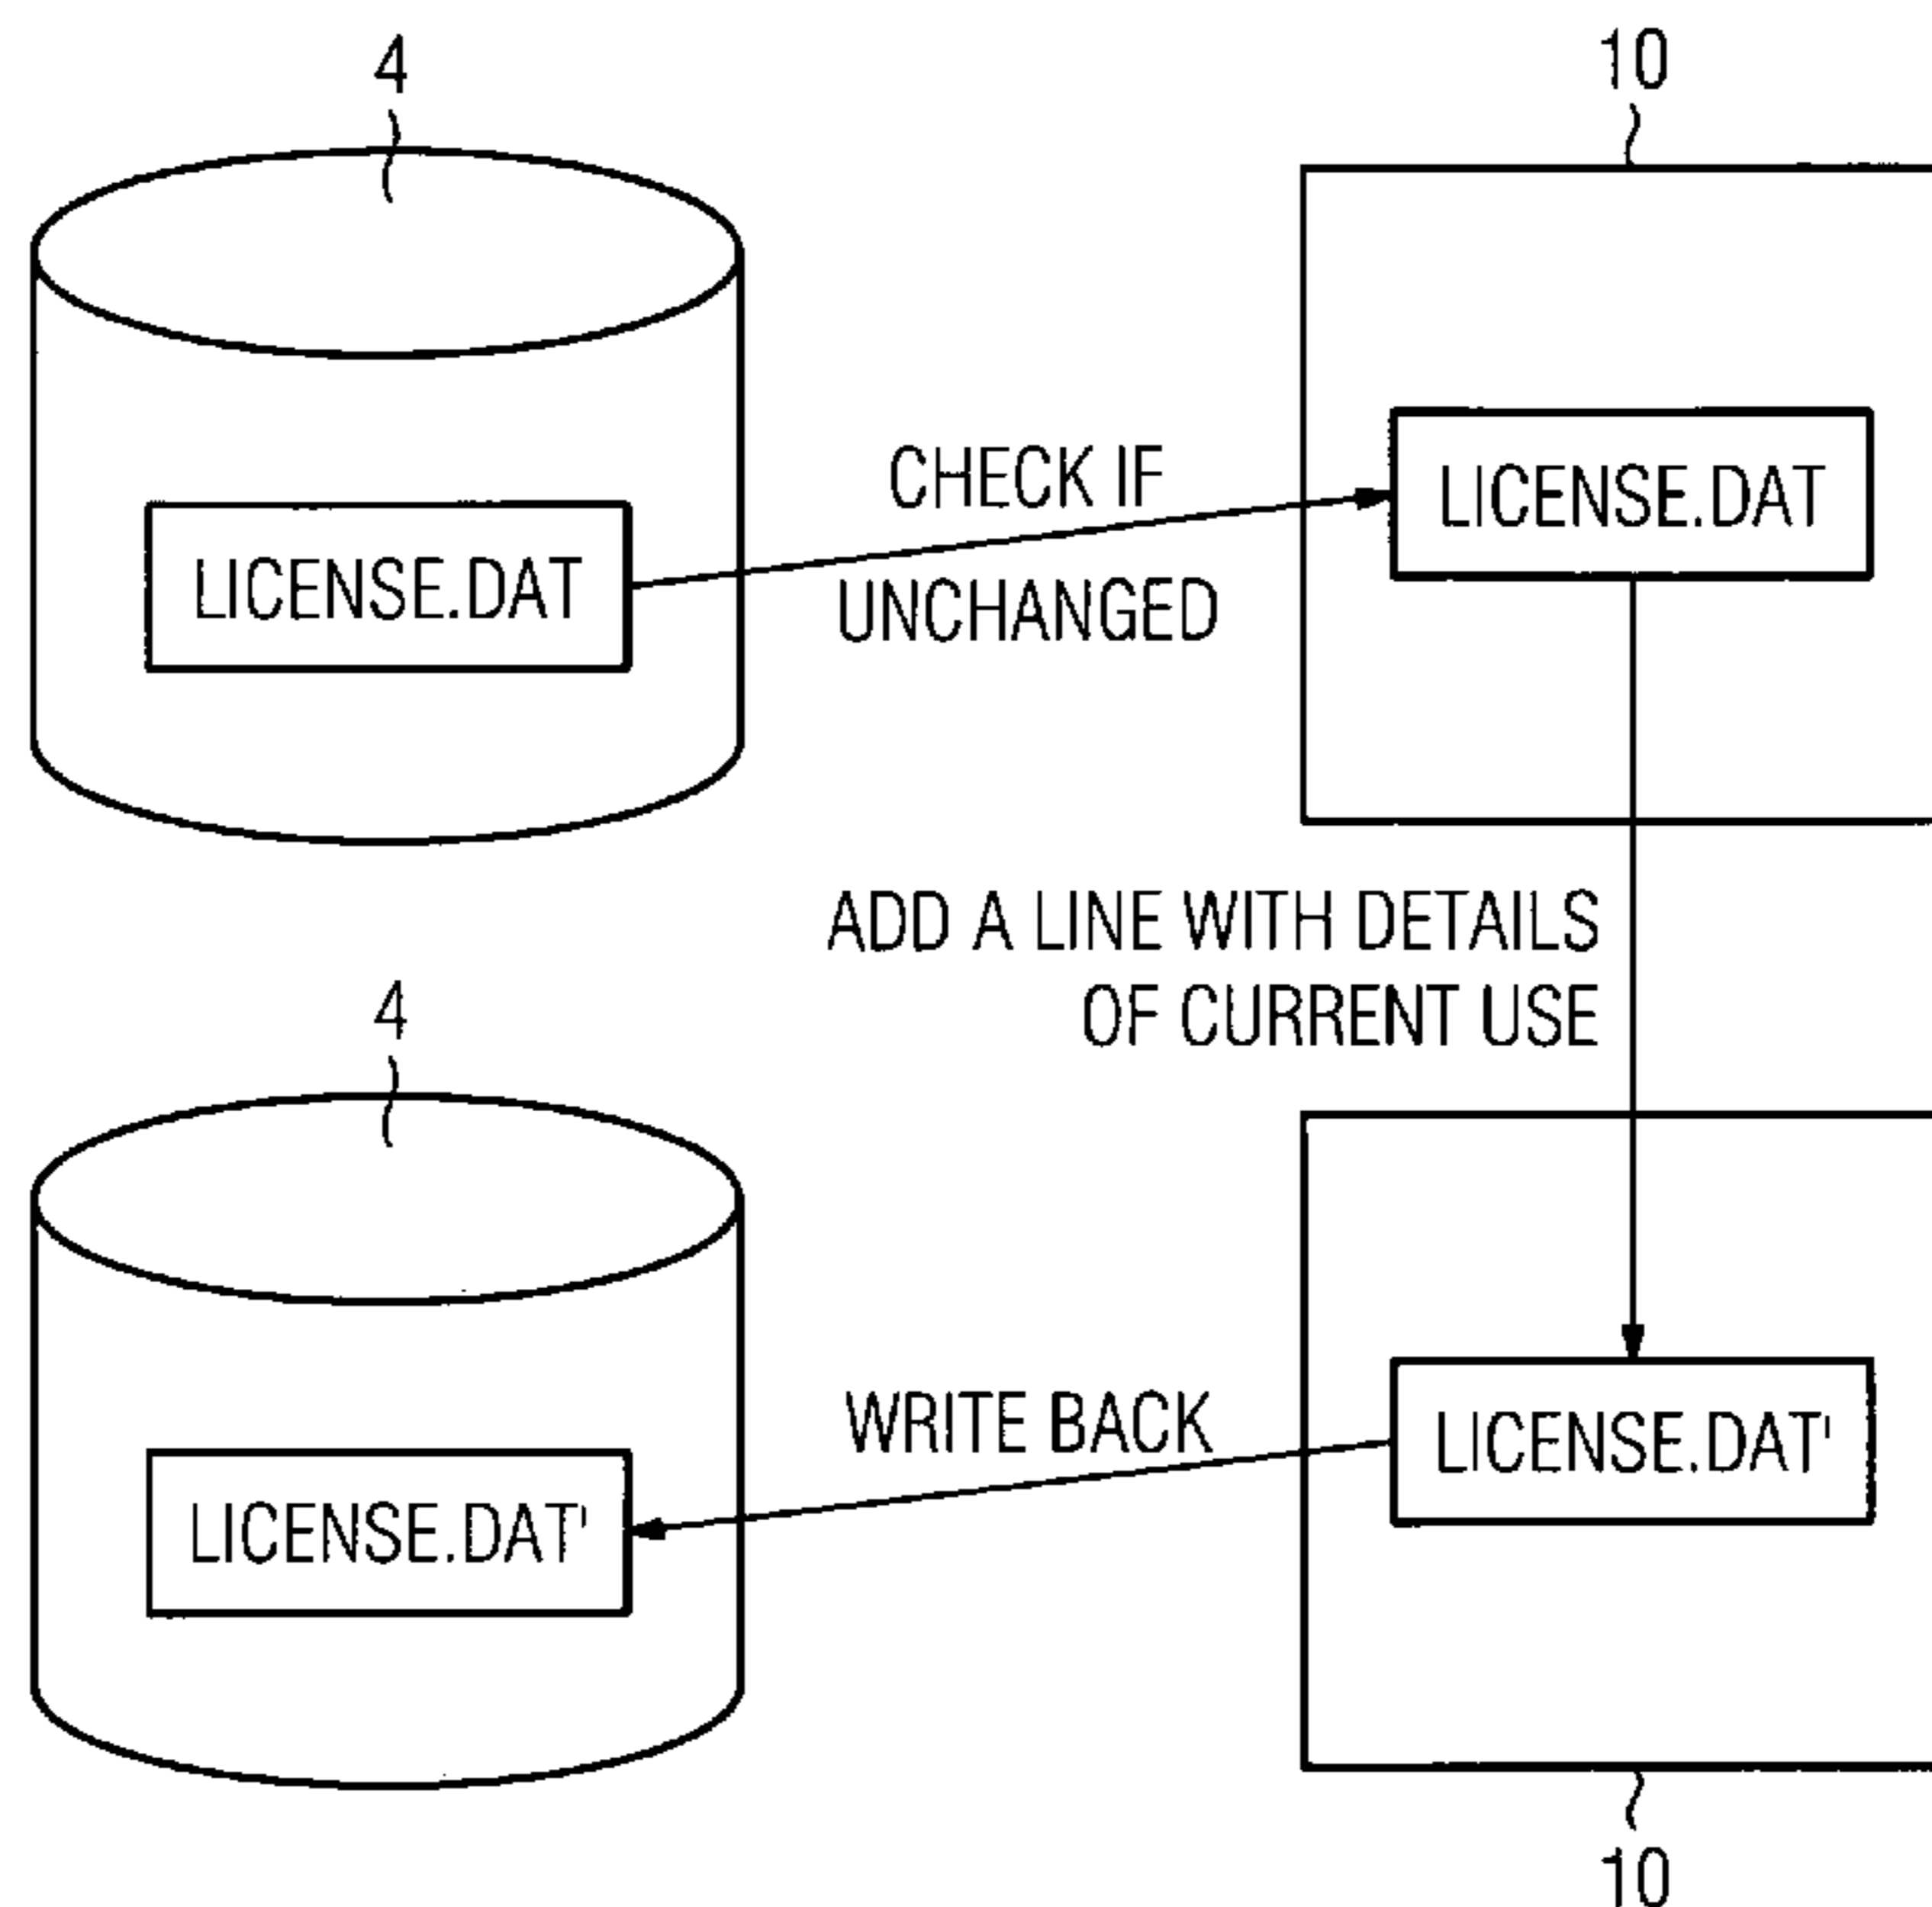 4
10
CHECK IF
LICENSE.DAT
LICENSE.DAT
UNCHANGED
ADD A LINE WITH DETAILS
OF CURRENT USE
4
WRITE BACK
LICENSE.DAT'
LICENSE.DAT'
10